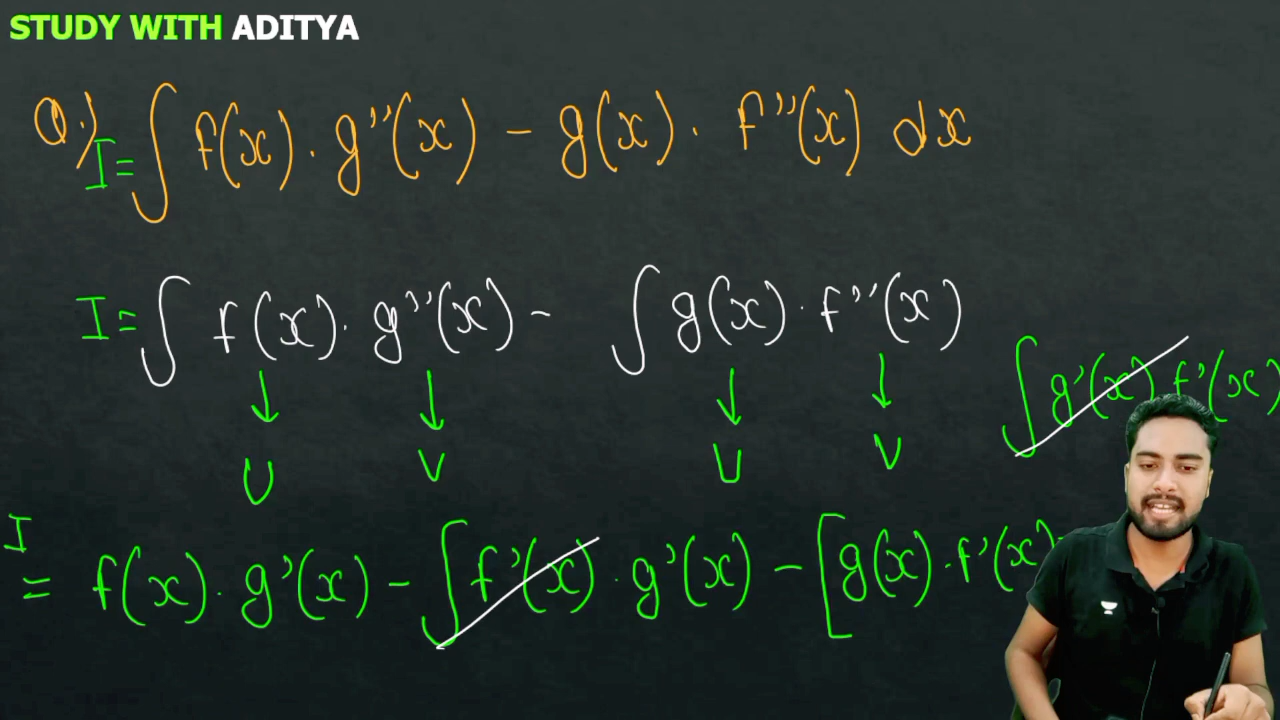 STUDY WITH ADITYA
Q.) I = ∫ f(x) . g''(x) - g(x) . f''(x) dx
I = ∫ f(x) . g''(x) - ∫ g(x) . f''(x)
↓ ↓ ↓ ↓
U V U V
∫ g'(x) f'(x)
I = f(x) . g'(x) - ∫ f'(x) . g'(x) - [ g(x) . f'(x)